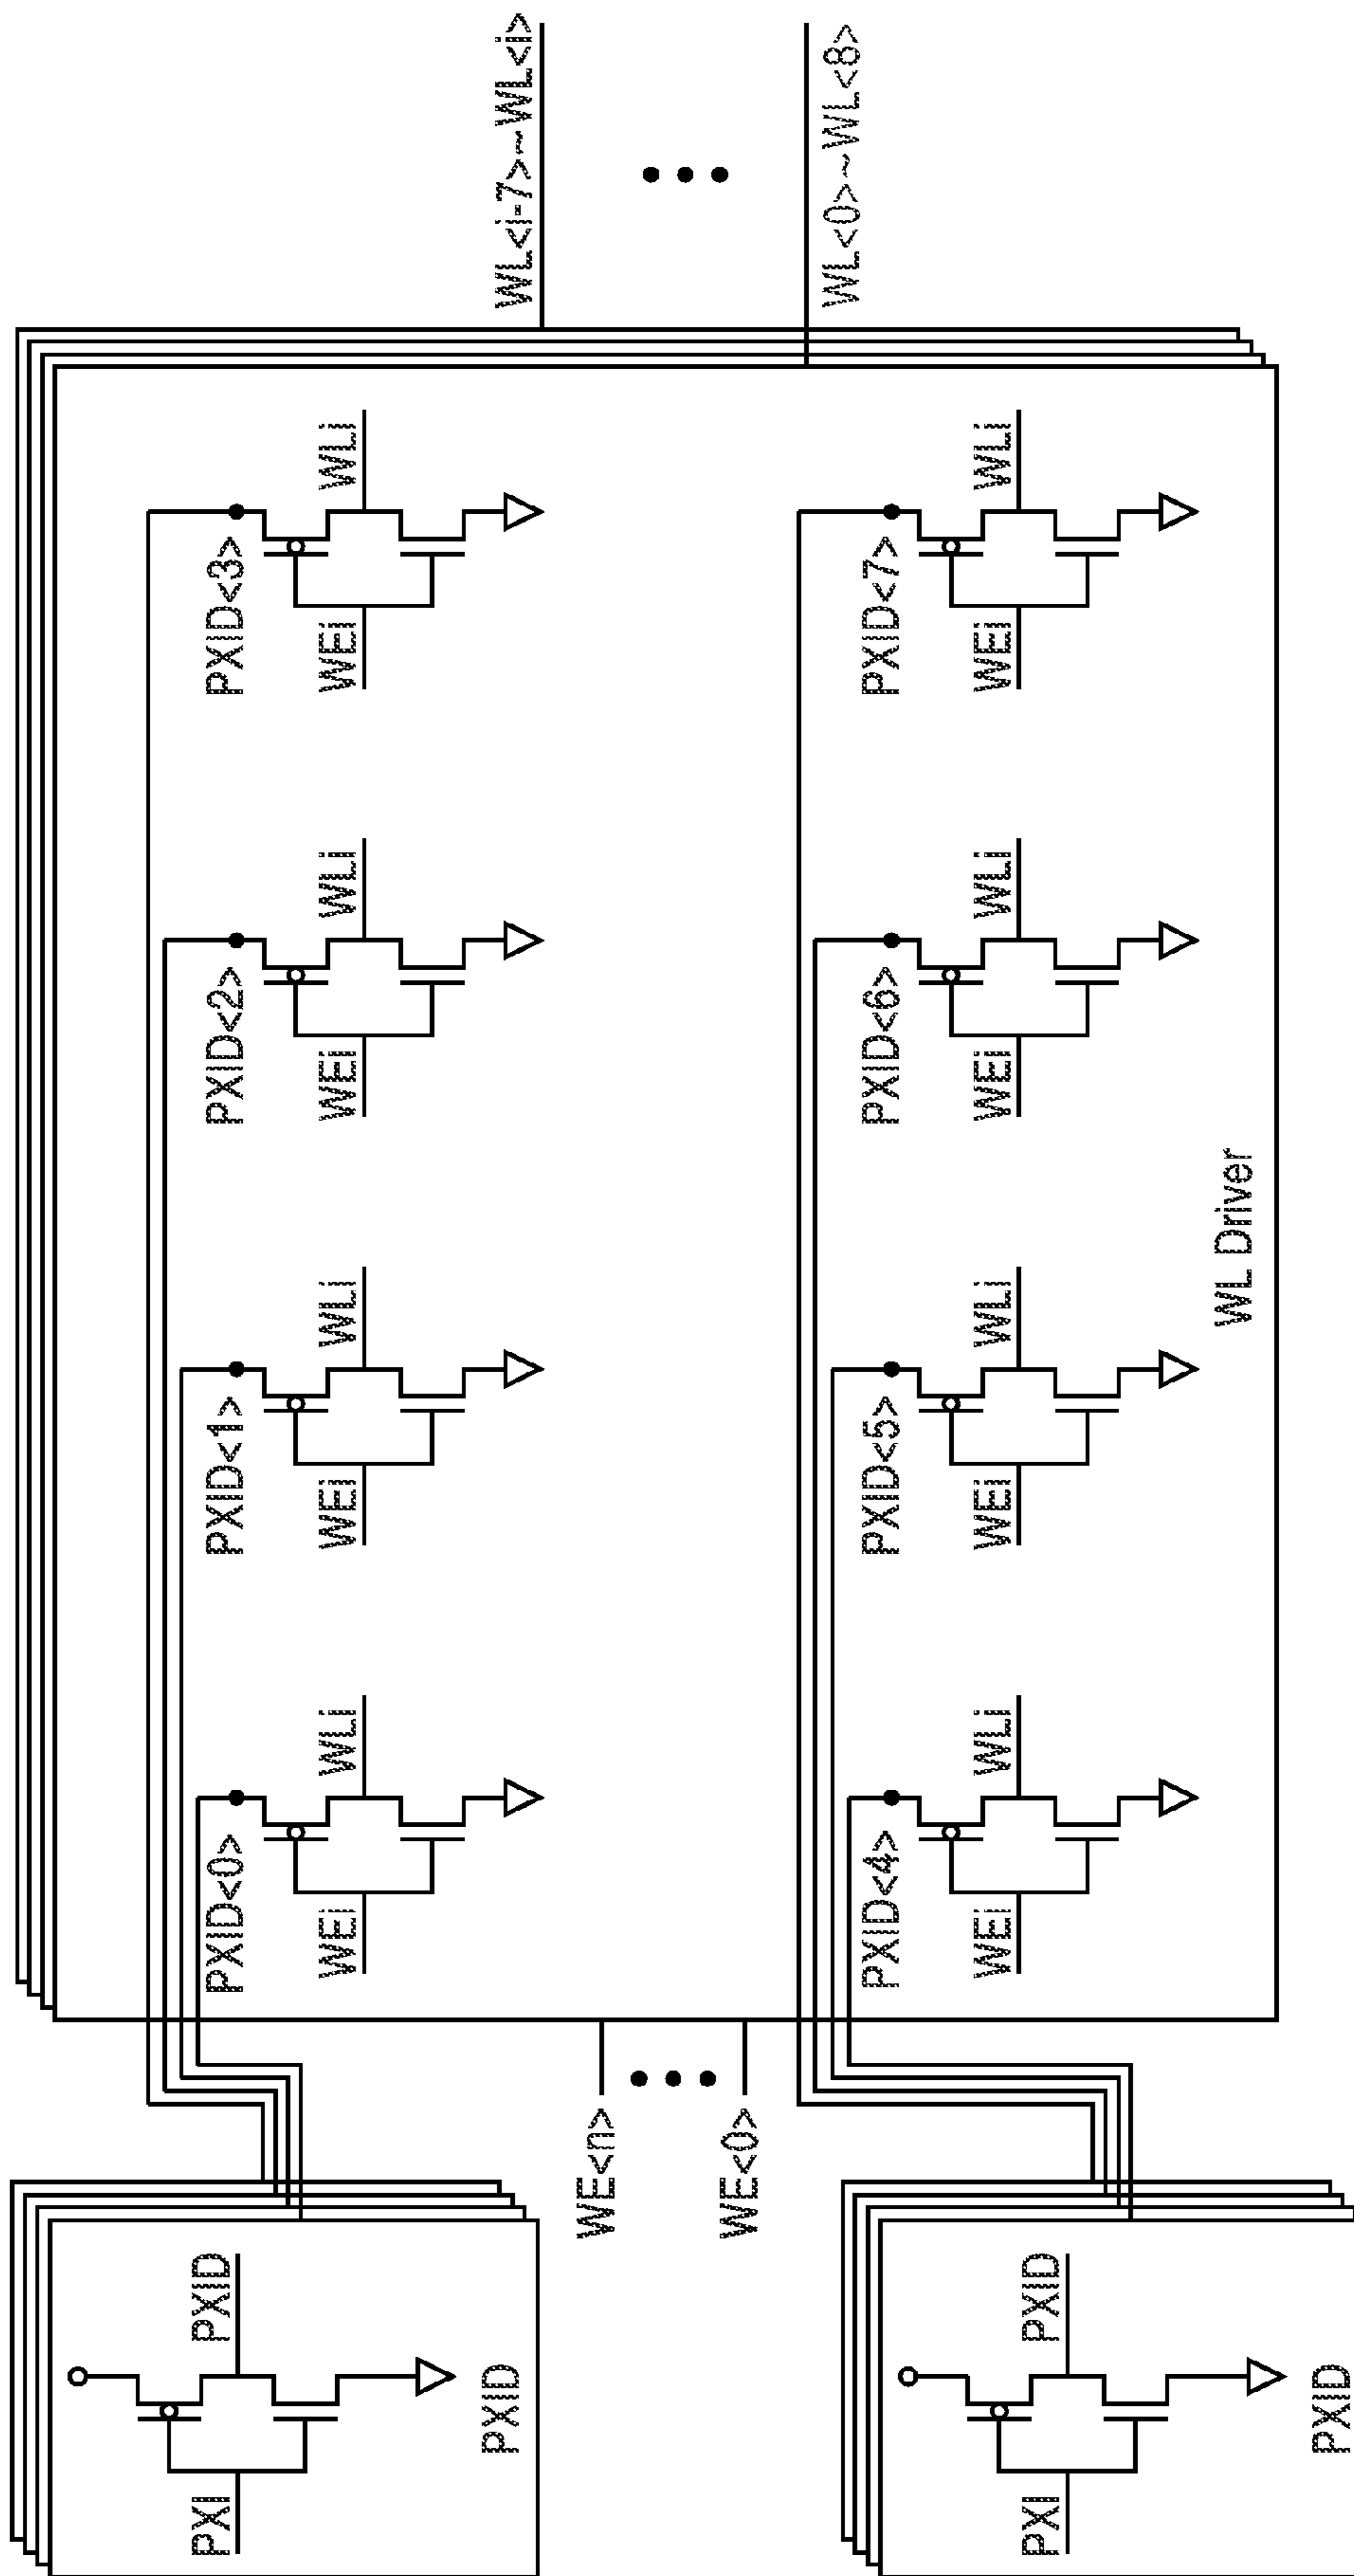 PXI PXID
PXID<0> PXID<1> PXID<2> PXID<3>
WEi WLi WEi WLi WEi WLi WEi WLi
PXID
WL<i-7>~WL<i>
WE<n>
WE<0>
WL<0>~WL<8>
PXID<4> PXID<5> PXID<6> PXID<7>
WEi WLi WEi WLi WEi WLi WEi WLi
PXI PXID
WL Driver
PXID